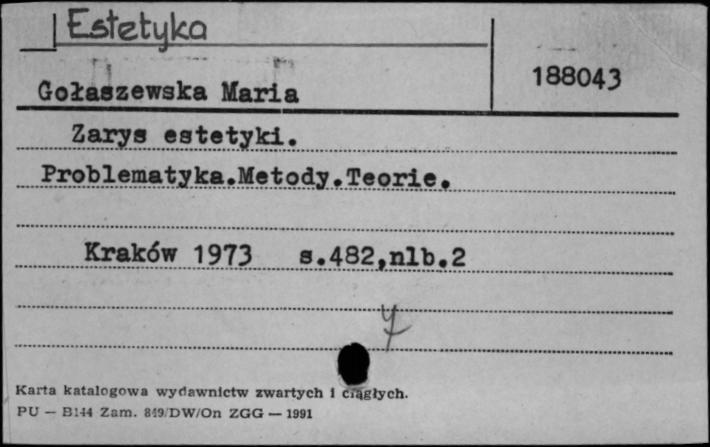 Estetyka
188043
Gołaszewska Maria
Zarys estetyki.
Problematyka.Metody.Teorie.
Kraków 1973 s.482,nlb.2
Karta katalogowa wydawnictw zwartych i ciągłych.
PU — B144 Zam. 849/DW/On ZGG — 1991